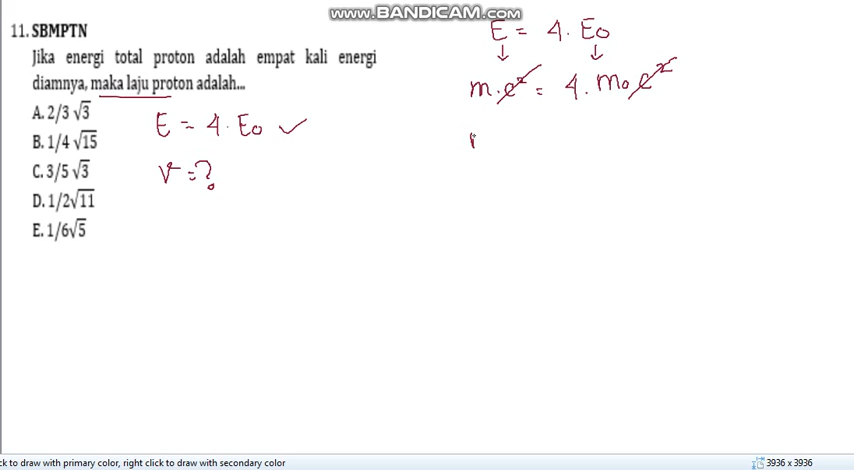 www.BANDICAM.com
11. SBMPTN
Jika energi total proton adalah empat kali energi
diamnya, maka laju proton adalah...
A. 2/3 √3
B. 1/4 √15
C. 3/5 √3
D. 1/2√11
E. 1/6√5
E = 4. Eo ✓
v = ?
E = 4. Eo
↓ ↓
m.c² = 4. mo c²
ck to draw with primary color, right click to draw with secondary color
3936 x 3936